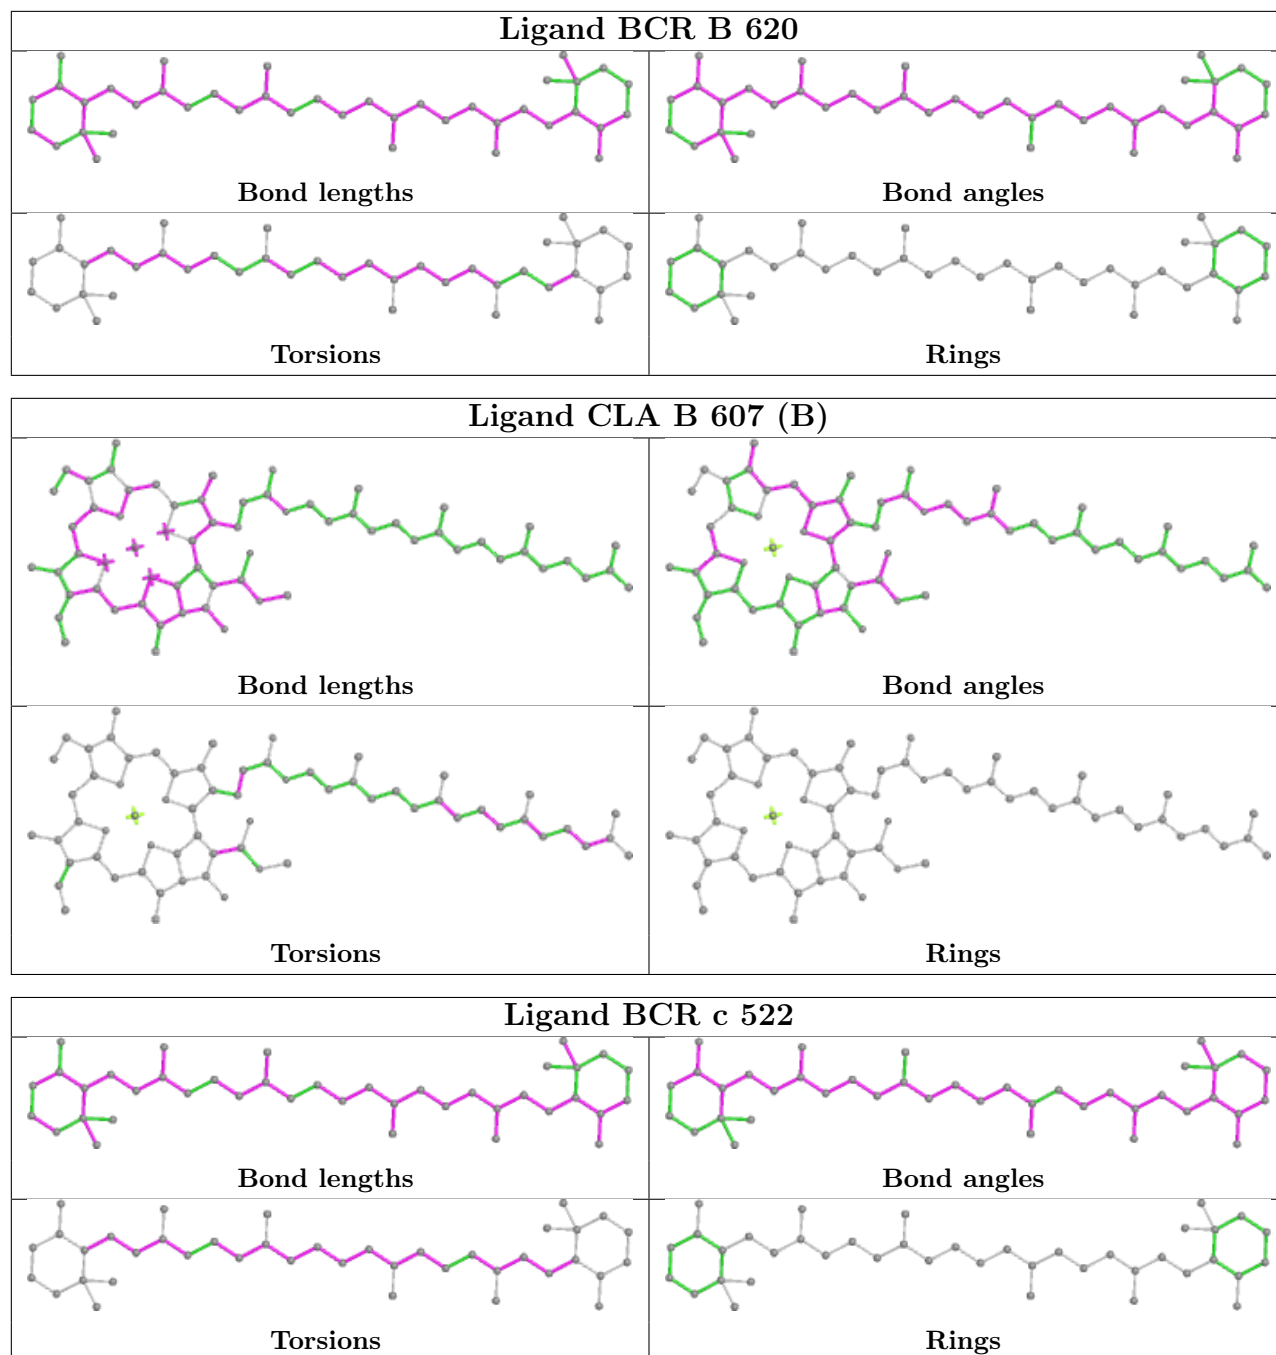 Ligand BCR B 620
Bond lengths
Bond angles
Torsions
Rings
Ligand CLA B 607 (B)
Bond lengths
Bond angles
Torsions
Rings
Ligand BCR c 522
Bond lengths
Bond angles
Torsions
Rings